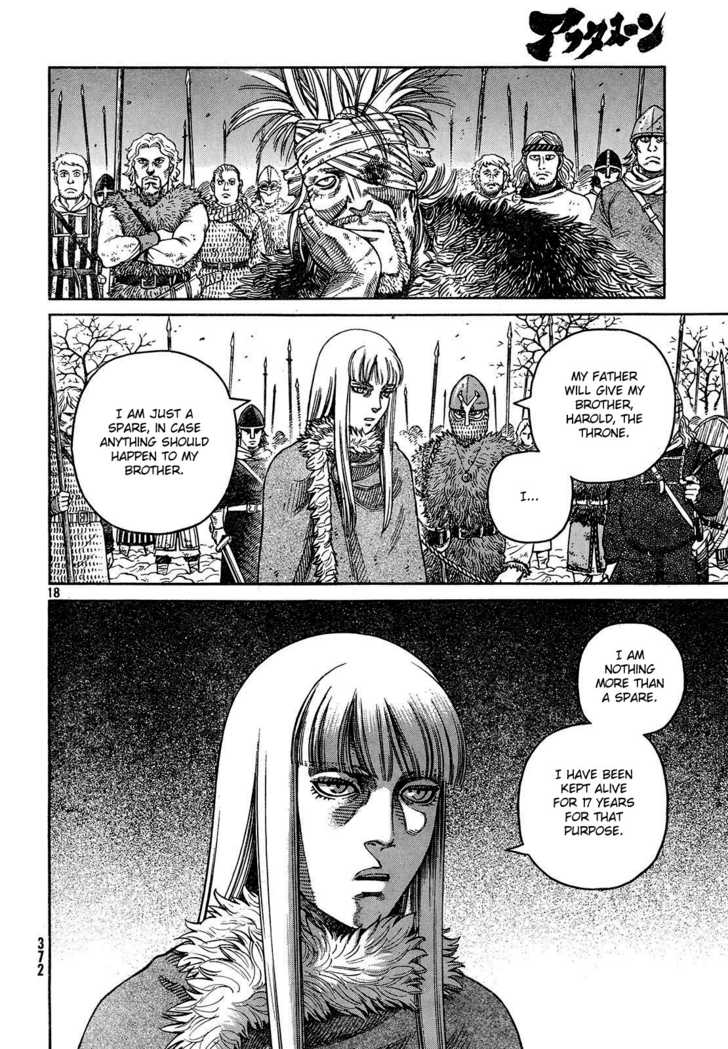 アフタヌーン
MY FATHER
WILL GIVE MY
BROTHER,
HAROLD, THE
THRONE.
I...
I AM JUST A
SPARE, IN CASE
ANYTHING SHOULD
HAPPEN TO MY
BROTHER.
18
I AM
NOTHING
MORE THAN
A SPARE.
I HAVE BEEN
KEPT ALIVE
FOR 17 YEARS
FOR THAT
PURPOSE.
372